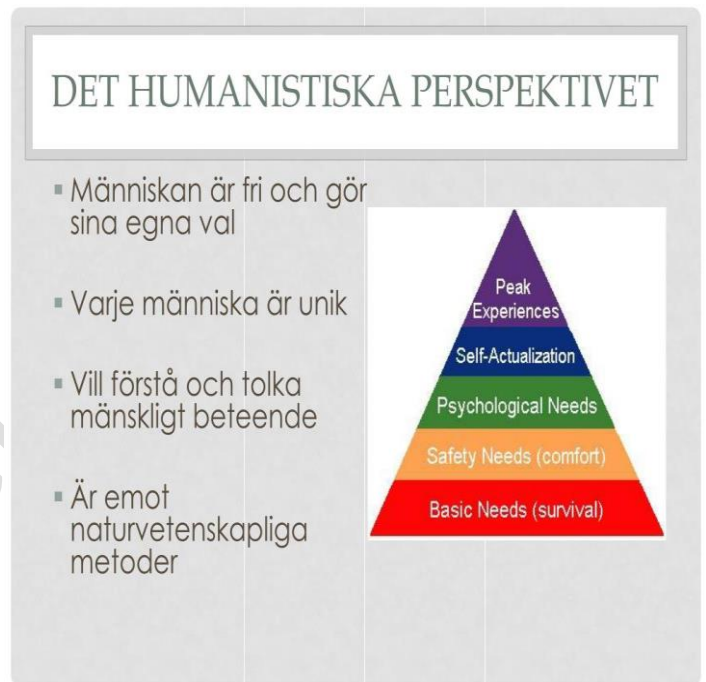 DET HUMANISTISKA PERSPEKTIVET
Människan är fri och gör
sina egna val
Varje människa är unik
Vill förstå och tolka
mänskligt beteende
Är emot
naturvetenskapliga
metoder
Peak
Experiences
Self-Actualization
Psychological Needs
Safety Needs (comfort)
Basic Needs (survival)